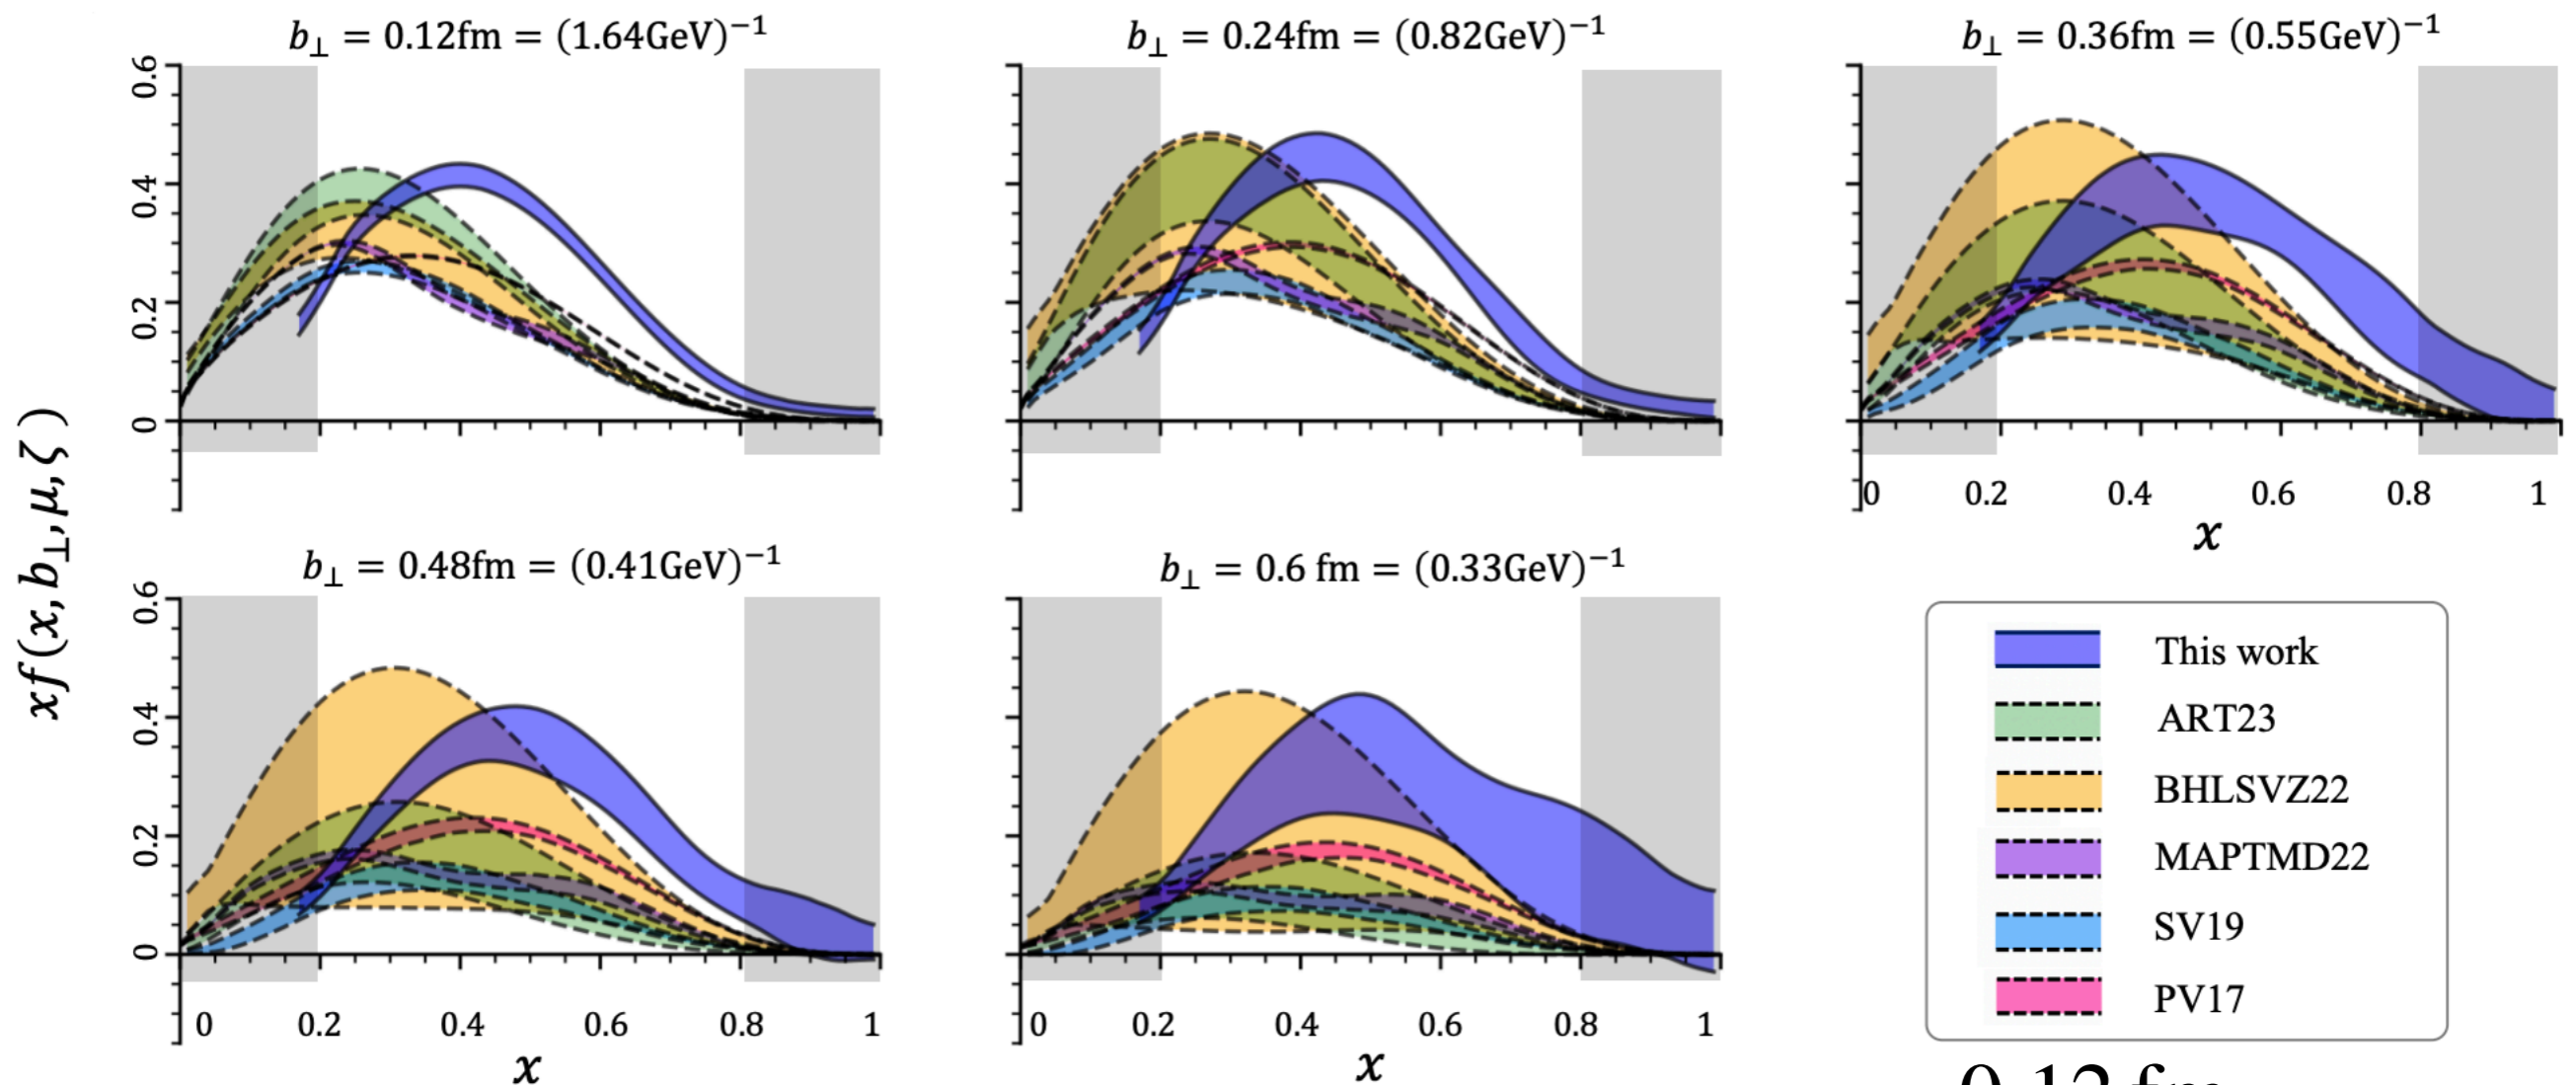 b⊥ = 0.12fm = (1.64GeV)⁻¹
b⊥ = 0.24fm = (0.82GeV)⁻¹
b⊥ = 0.36fm = (0.55GeV)⁻¹
0.6
0.4
0.2
0
0 0.2 0.4 0.6 0.8 1
x
xf(x, b⊥, μ, ζ)
b⊥ = 0.48fm = (0.41GeV)⁻¹
b⊥ = 0.6 fm = (0.33GeV)⁻¹
0.6
0.4
0.2
0
0 0.2 0.4 0.6 0.8 1
x
0 0.2 0.4 0.6 0.8 1
x
This work
ART23
BHLSVZ22
MAPTMD22
SV19
PV17
0.12 fm